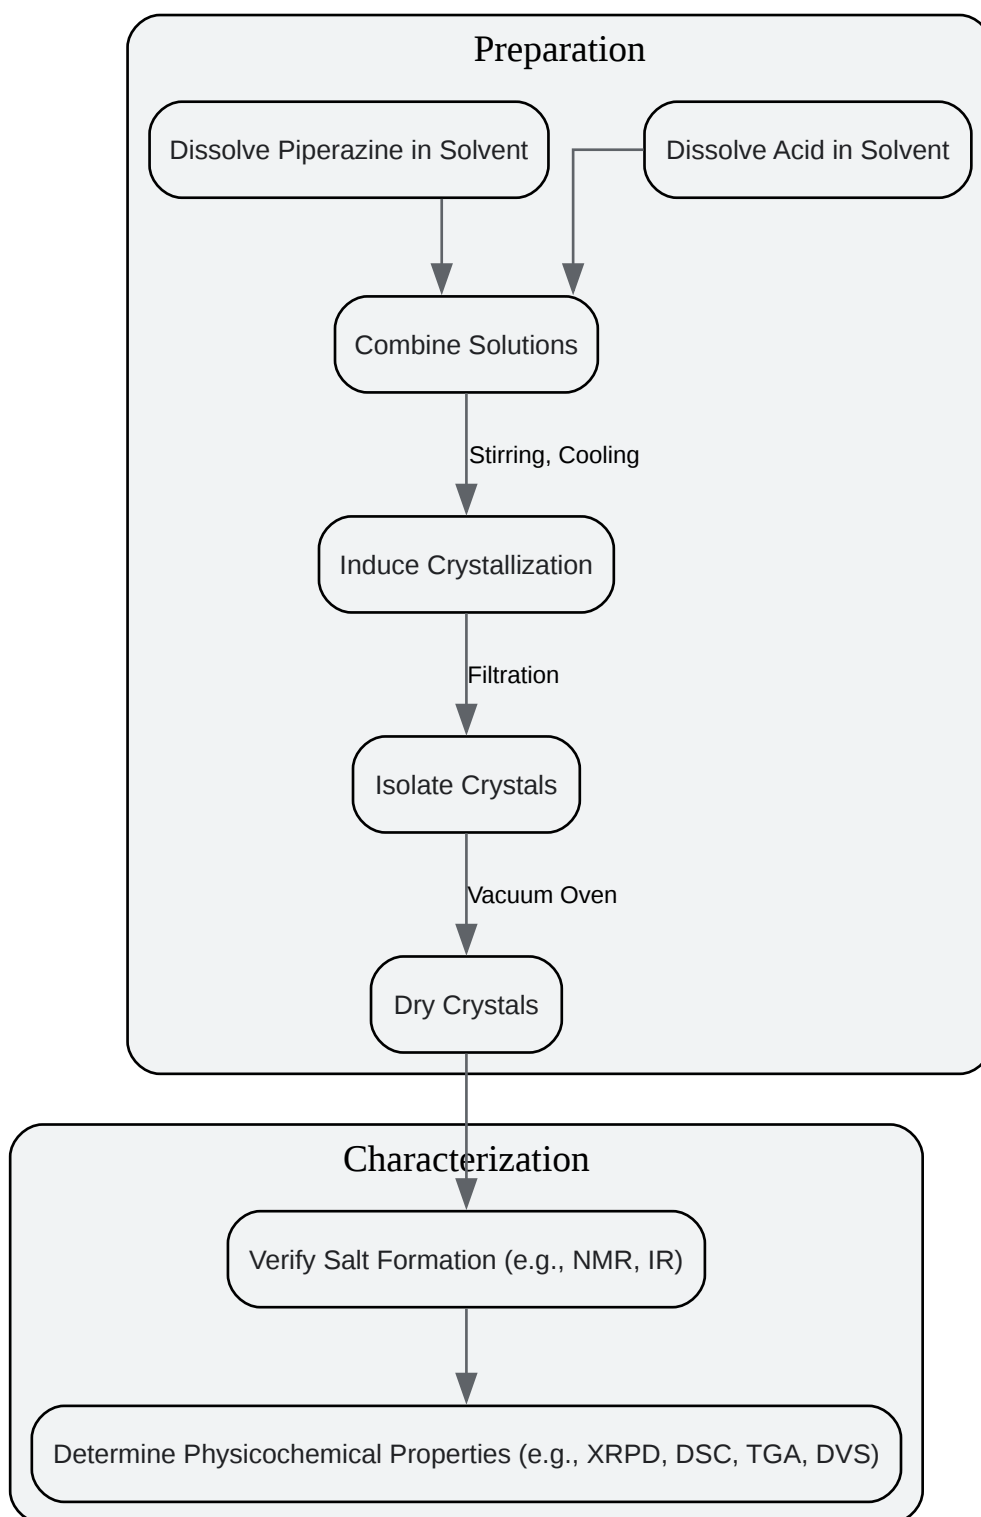 Preparation
Dissolve Piperazine in Solvent
Dissolve Acid in Solvent
Combine Solutions
Stirring, Cooling
Induce Crystallization
Filtration
Isolate Crystals
Vacuum Oven
Dry Crystals
Characterization
Verify Salt Formation (e.g., NMR, IR)
Determine Physicochemical Properties (e.g., XRPD, DSC, TGA, DVS)